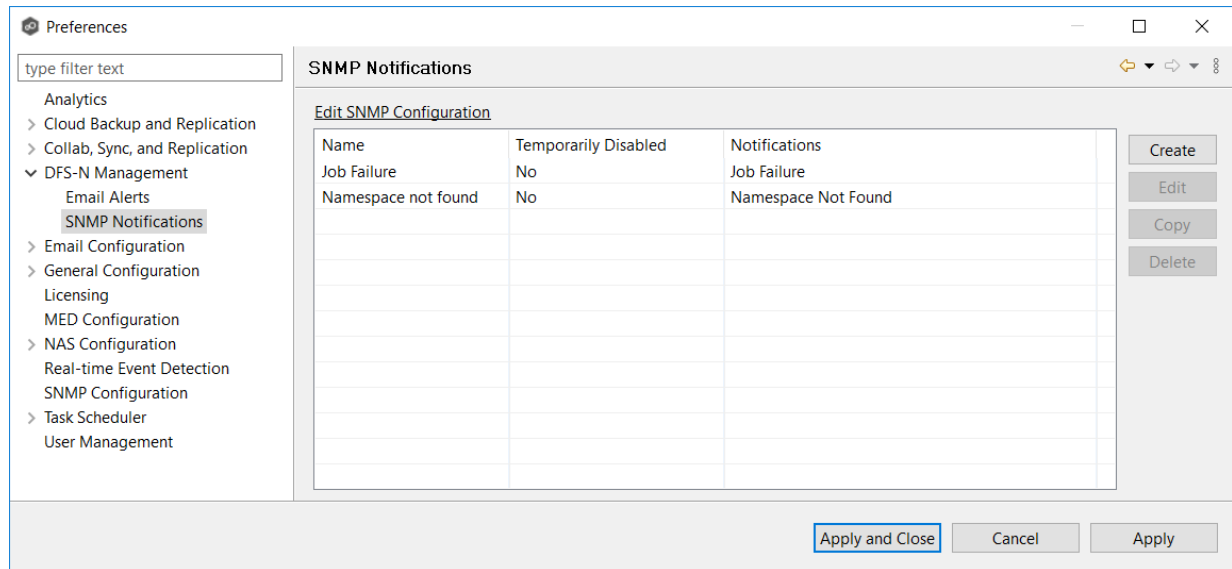 Preferences
type filter text
Analytics
Cloud Backup and Replication
Collab, Sync, and Replication
DFS-N Management
Email Alerts
SNMP Notifications
Email Configuration
General Configuration
Licensing
MED Configuration
NAS Configuration
Real-time Event Detection
SNMP Configuration
Task Scheduler
User Management
SNMP Notifications
Edit SNMP Configuration
Name Temporarily Disabled Notifications
Job Failure No Job Failure
Namespace not found No Namespace Not Found
Create
Edit
Copy
Delete
Apply and Close Cancel Apply